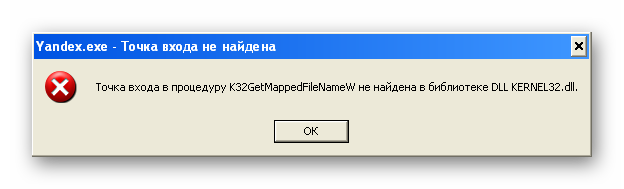 Yandex.exe - Точка входа не найдена
Точка входа в процедуру K32GetMappedFileNameW не найдена в библиотеке DLL KERNEL32.dll.
OK